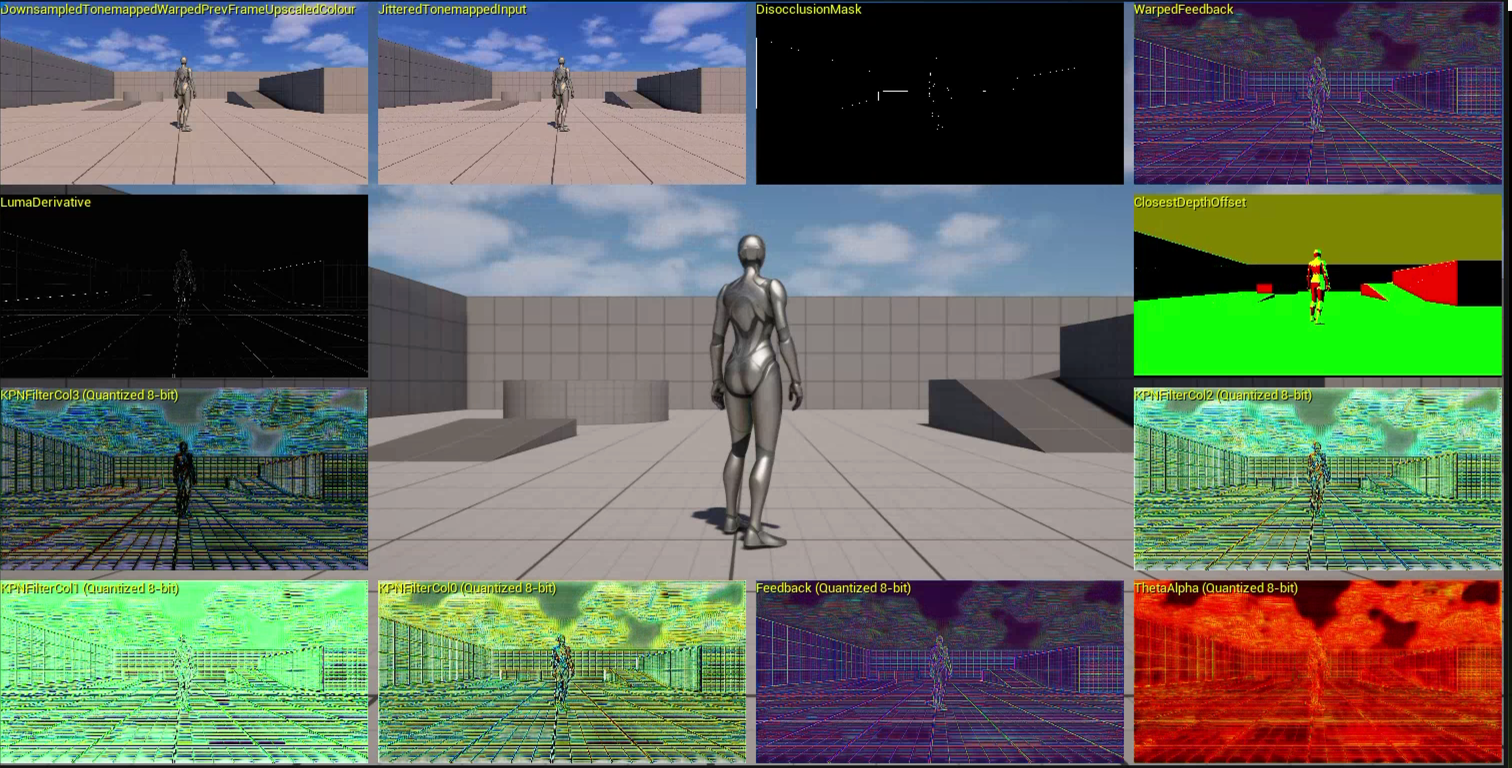 DownsampledTonemappedWarpedPrevFrameUpscaledColour
JitteredTonemappedInput
DisocclusionMask
WarpedFeedback
LumaDerivative
ClosestDepthOffset
KPNFilterCol3 (Quantized 8-bit)
KPNFilterCol2 (Quantized 8-bit)
KPNFilterCol1 (Quantized 8-bit)
KPNFilterCol0 (Quantized 8-bit)
Feedback (Quantized 8-bit)
ThetaAlpha (Quantized 8-bit)